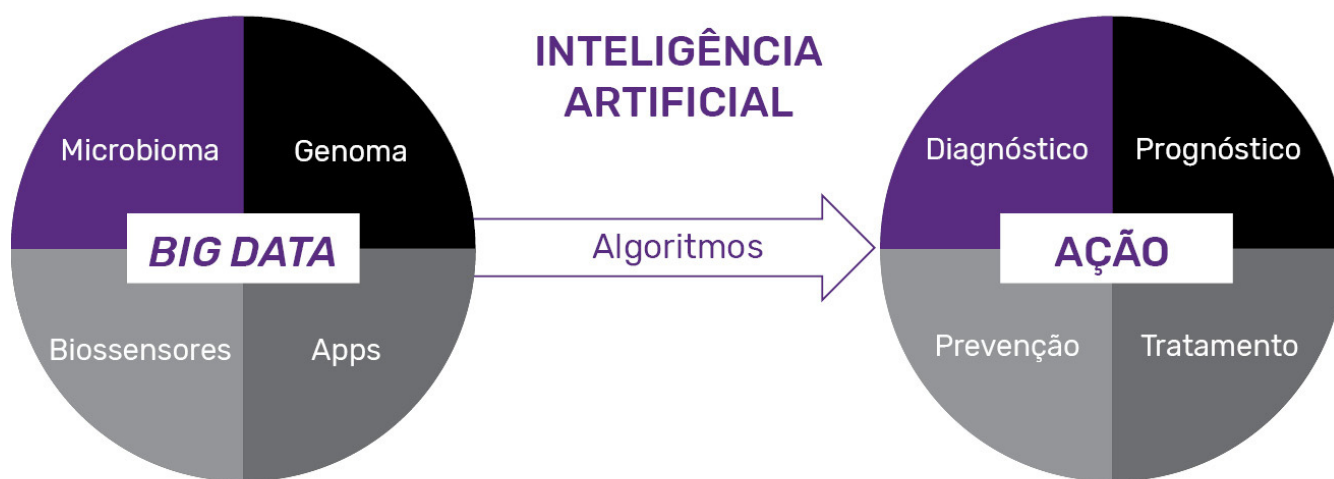 INTELIGÊNCIA
ARTIFICIAL
Microbioma
Genoma
BIG DATA
Biossensores
Apps
Algoritmos
Diagnóstico
Prognóstico
AÇÃO
Prevenção
Tratamento